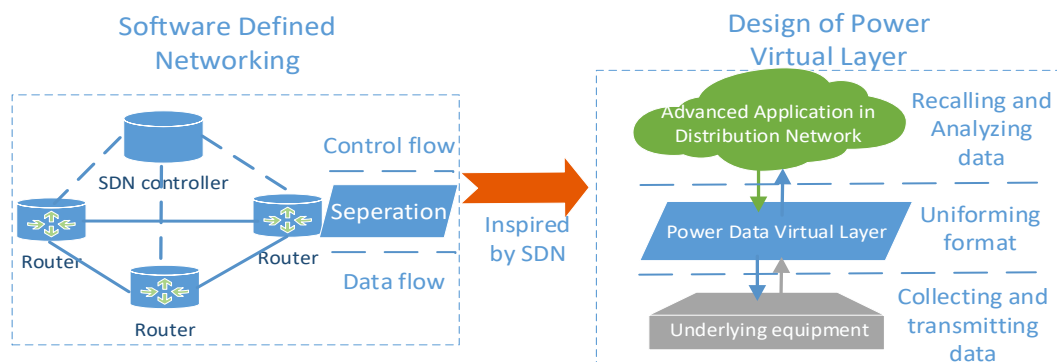 Software Defined
Networking
SDN controller
Router
Router
Router
Control flow
Seperation
Data flow
Inspired
by SDN
Design of Power
Virtual Layer
Advanced Application in
Distribution Network
Recalling and
Analyzing
data
Power Data Virtual Layer
Uniforming
format
Underlying equipment
Collecting and
transmitting
data